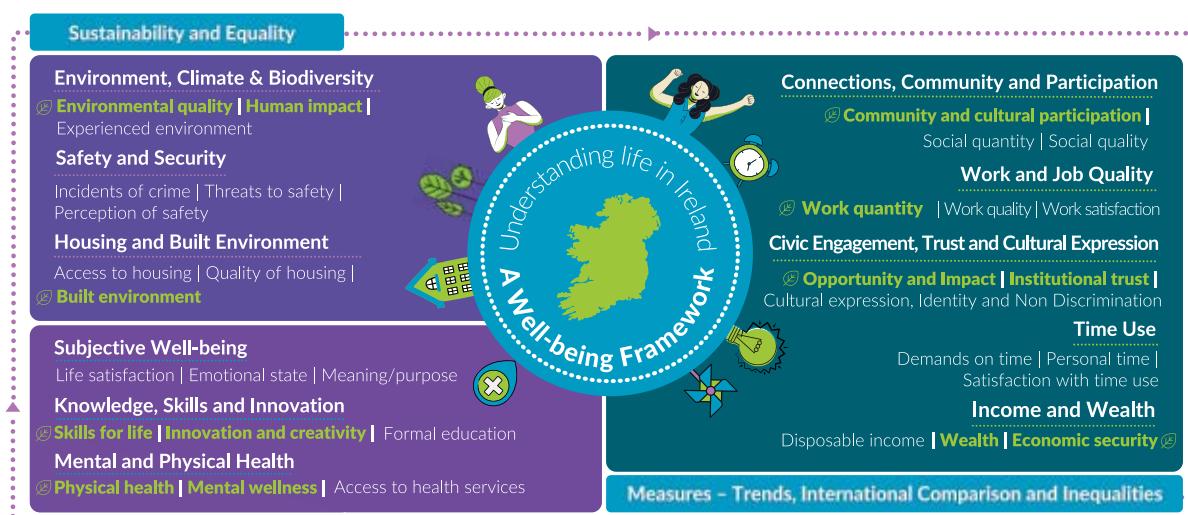 Sustainability and Equality
Environment, Climate & Biodiversity
Environmental quality | Human impact |
Experienced environment
Safety and Security
Incidents of crime | Threats to safety |
Perception of safety
Housing and Built Environment
Access to housing | Quality of housing |
Built environment
Subjective Well-being
Life satisfaction | Emotional state | Meaning/purpose
Knowledge, Skills and Innovation
Skills for life | Innovation and creativity | Formal education
Mental and Physical Health
Physical health | Mental wellness | Access to health services
Understanding life in Ireland
A Well-being Framework
Connections, Community and Participation
Community and cultural participation |
Social quantity | Social quality
Work and Job Quality
Work quantity | Work quality | Work satisfaction
Civic Engagement, Trust and Cultural Expression
Opportunity and Impact | Institutional trust |
Cultural expression, Identity and Non Discrimination
Time Use
Demands on time | Personal time |
Satisfaction with time use
Income and Wealth
Disposable income | Wealth | Economic security
Measures – Trends, International Comparison and Inequalities